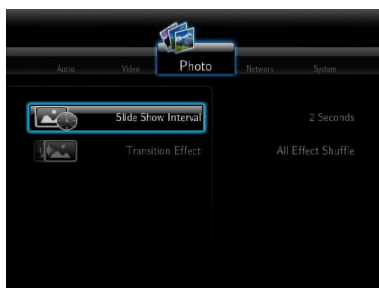 Audio Video Photo Network System
Slide Show Interval 2 Seconds
Transition Effect All Effect Shuffle